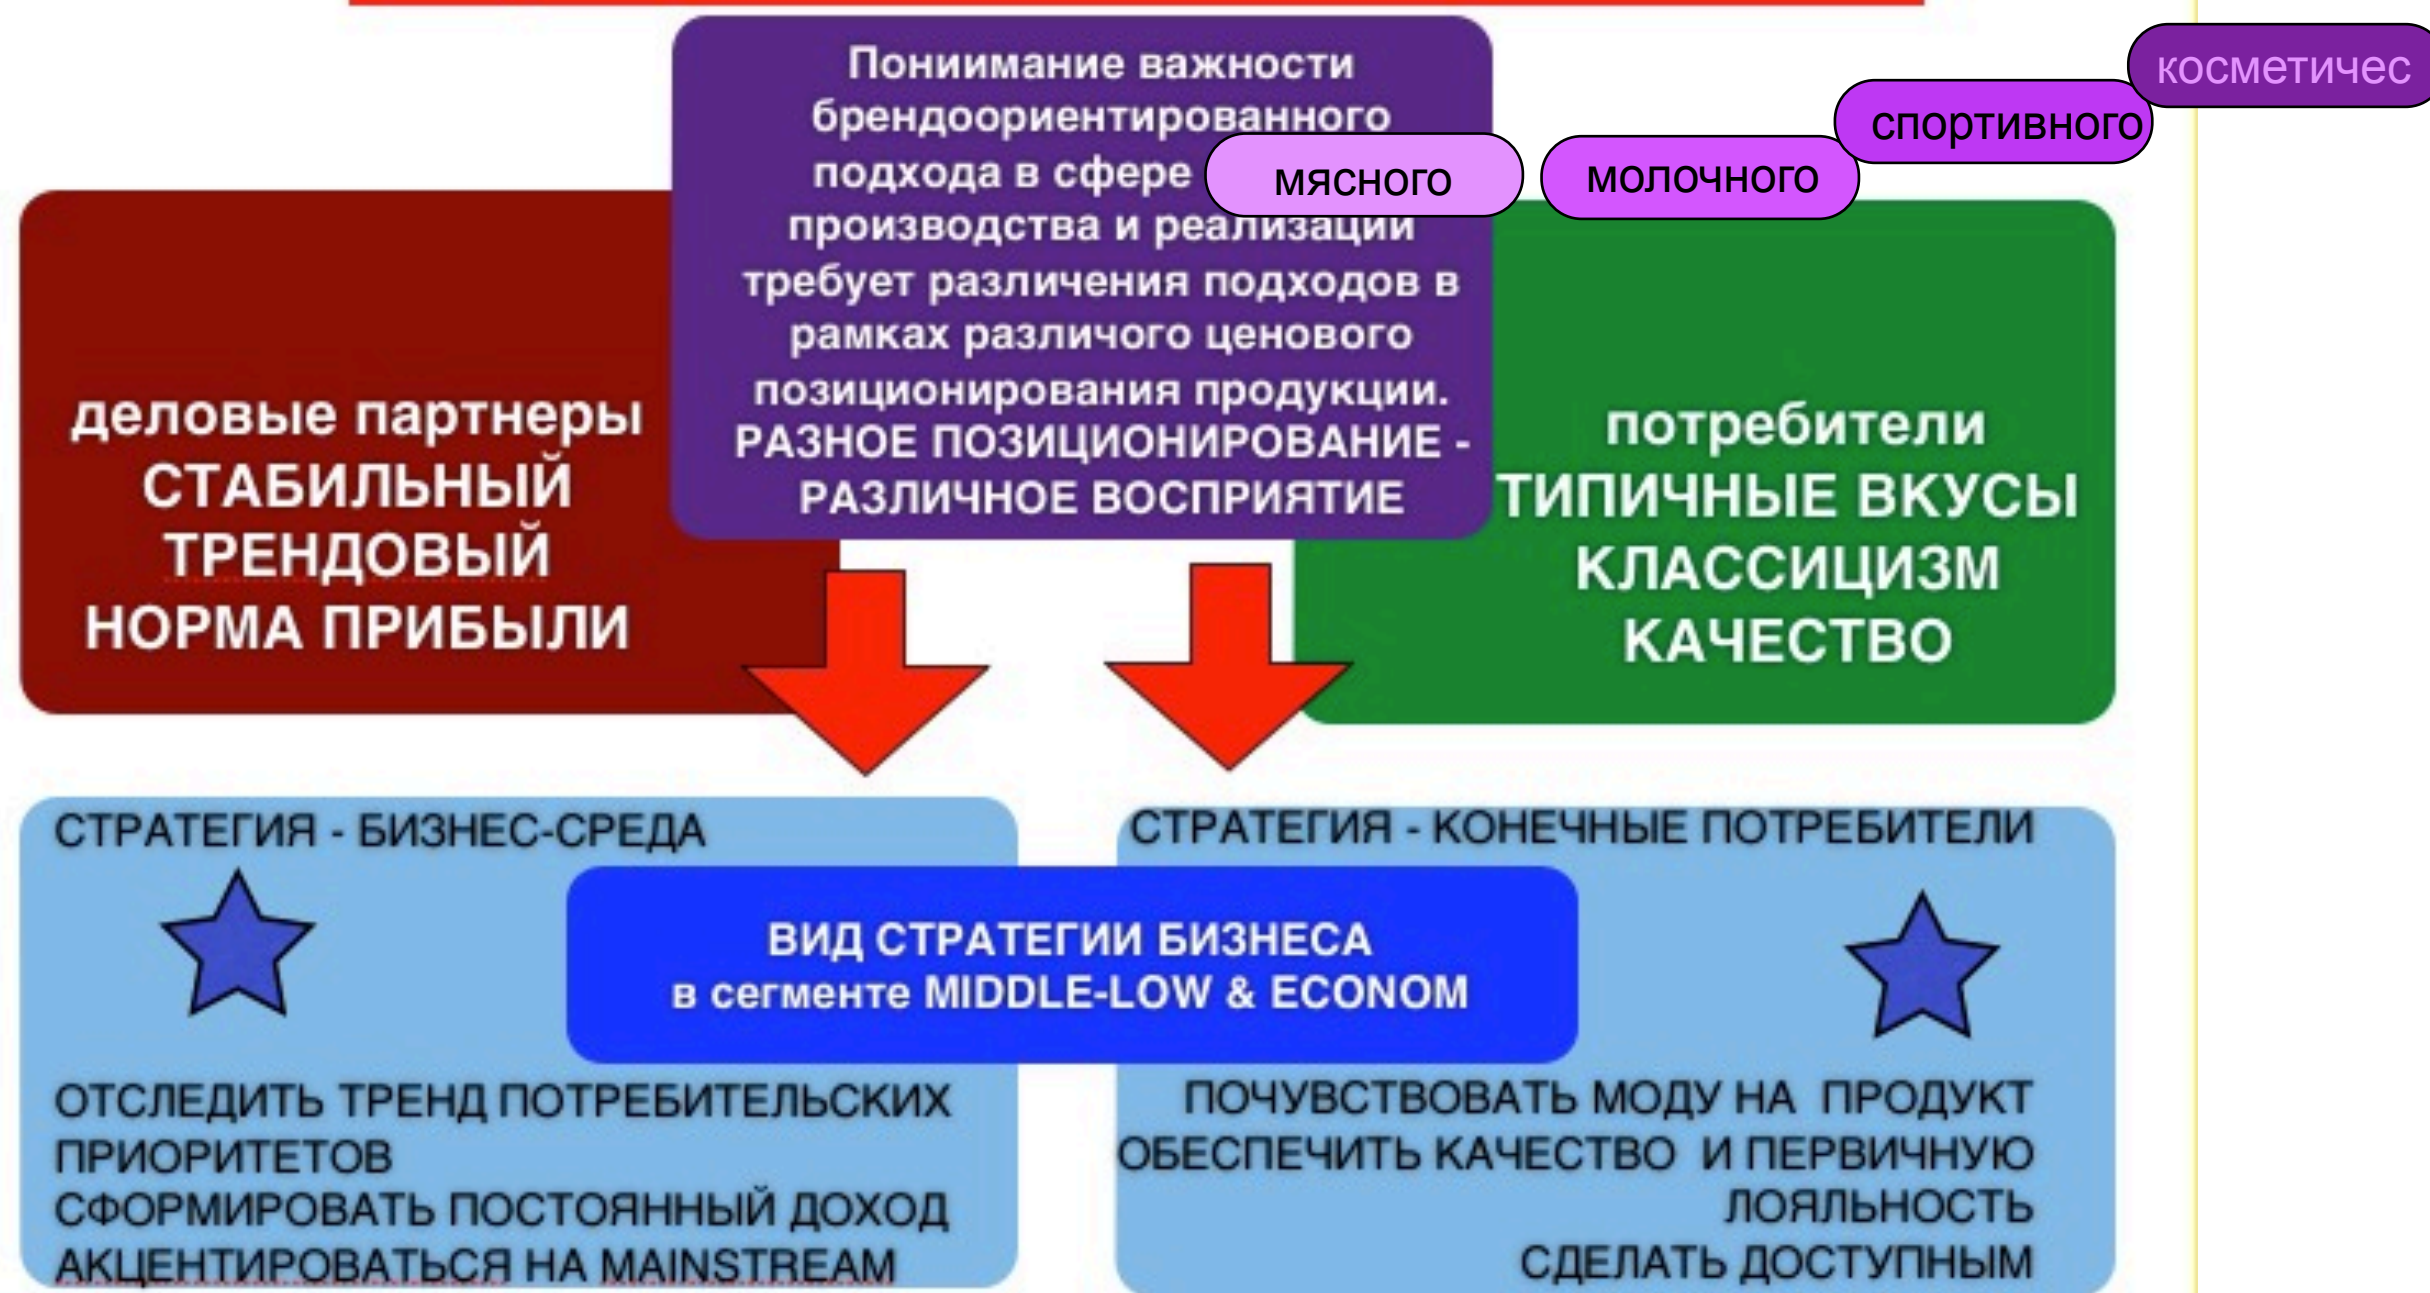 Пониимание важности
брендоориентированного
подхода в сфере мясного молочного спортивного косметичес
производства и реализации
требует различения подходов в
рамках различого ценового
позиционирования продукции.
РАЗНОЕ ПОЗИЦИОНИРОВАНИЕ -
РАЗЛИЧНОЕ ВОСПРИЯТИЕ
деловые партнеры
СТАБИЛЬНЫЙ
ТРЕНДОВЫЙ
НОРМА ПРИБЫЛИ
потребители
ТИПИЧНЫЕ ВКУСЫ
КЛАССИЦИЗМ
КАЧЕСТВО
СТРАТЕГИЯ - БИЗНЕС-СРЕДА
СТРАТЕГИЯ - КОНЕЧНЫЕ ПОТРЕБИТЕЛИ
ВИД СТРАТЕГИИ БИЗНЕСА
в сегменте MIDDLE-LOW & ECONOM
ОТСЛЕДИТЬ ТРЕНД ПОТРЕБИТЕЛЬСКИХ
ПРИОРИТЕТОВ
СФОРМИРОВАТЬ ПОСТОЯННЫЙ ДОХОД
АКЦЕНТИРОВАТЬСЯ НА MAINSTREAM
ПОЧУВСТВОВАТЬ МОДУ НА ПРОДУКТ
ОБЕСПЕЧИТЬ КАЧЕСТВО И ПЕРВИЧНУЮ
ЛОЯЛЬНОСТЬ
СДЕЛАТЬ ДОСТУПНЫМ